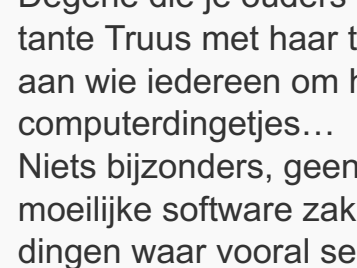 Degene die je ouders
tante Truus met haar
aan wie iedereen om
computerdingetjes…
Niets bijzonders, geen
moeilijke software
dingen waar vooral